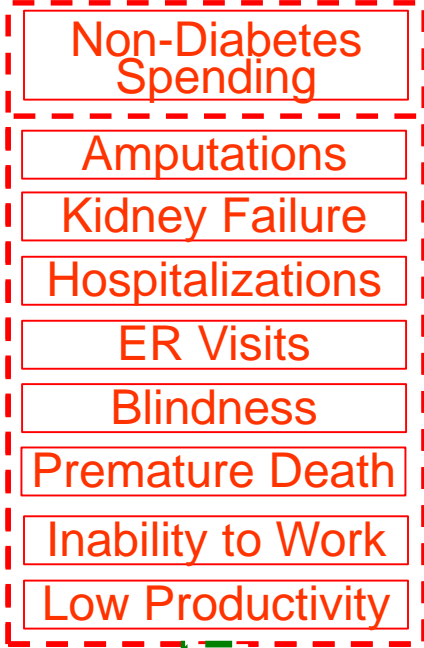 Non-Diabetes
Spending
Amputations
Kidney Failure
Hospitalizations
ER Visits
Blindness
Premature Death
Inability to Work
Low Productivity